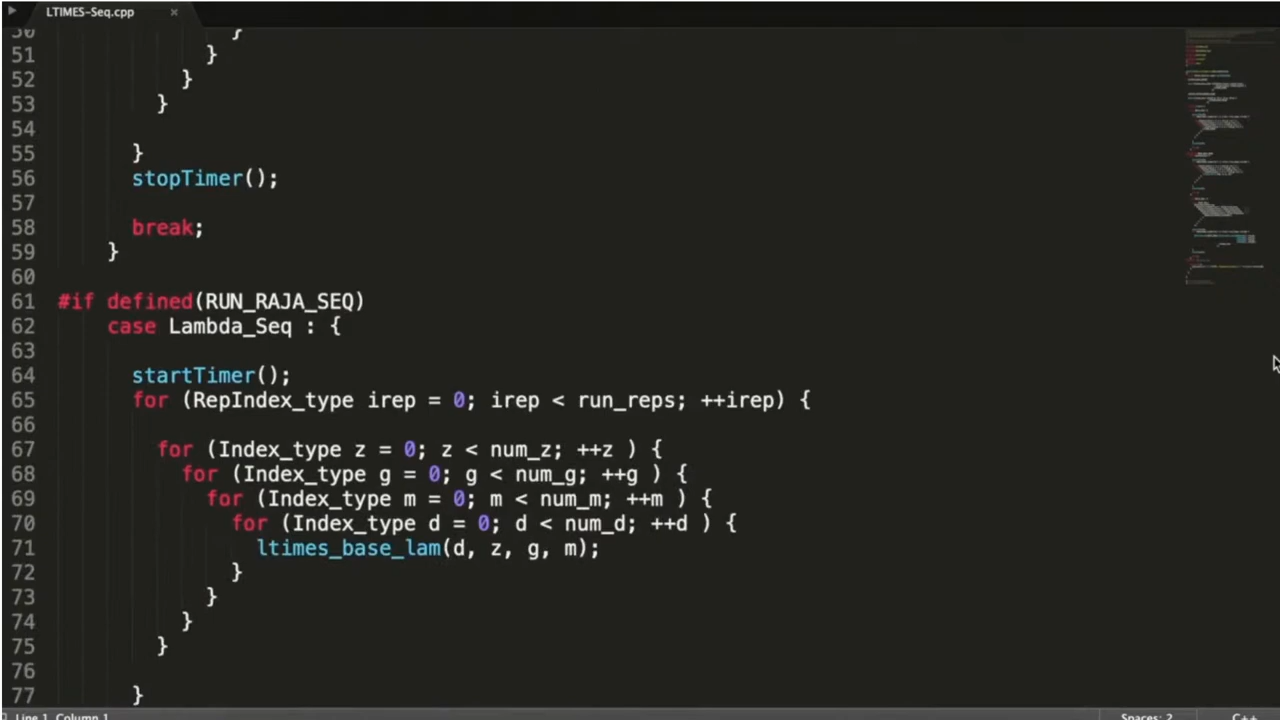 LTIMES-Seq.cpp ×
50 }
51 }
52 }
53 }
54
55 }
56 stopTimer();
57
58 break;
59 }
60
61 #if defined(RUN_RAJA_SEQ)
62 case Lambda_Seq : {
63
64 startTimer();
65 for (RepIndex_type irep = 0; irep < run_reps; ++irep) {
66
67 for (Index_type z = 0; z < num_z; ++z ) {
68 for (Index_type g = 0; g < num_g; ++g ) {
69 for (Index_type m = 0; m < num_m; ++m ) {
70 for (Index_type d = 0; d < num_d; ++d ) {
71 ltimes_base_lam(d, z, g, m);
72 }
73 }
74 }
75 }
76
77 }
Line 1, Column 1 Spaces: 2 C++